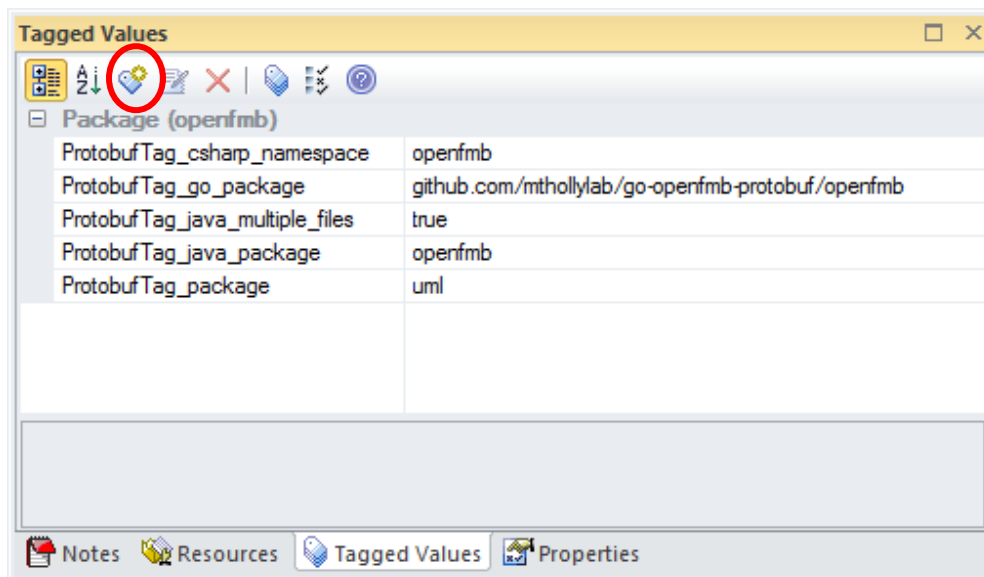 Tagged Values
Package (openfmb)
ProtobufTag_csharp_namespace openfmb
ProtobufTag_go_package github.com/mthollylab/go-openfmb-protobuf/openfmb
ProtobufTag_java_multiple_files true
ProtobufTag_java_package openfmb
ProtobufTag_package uml
Notes Resources Tagged Values Properties